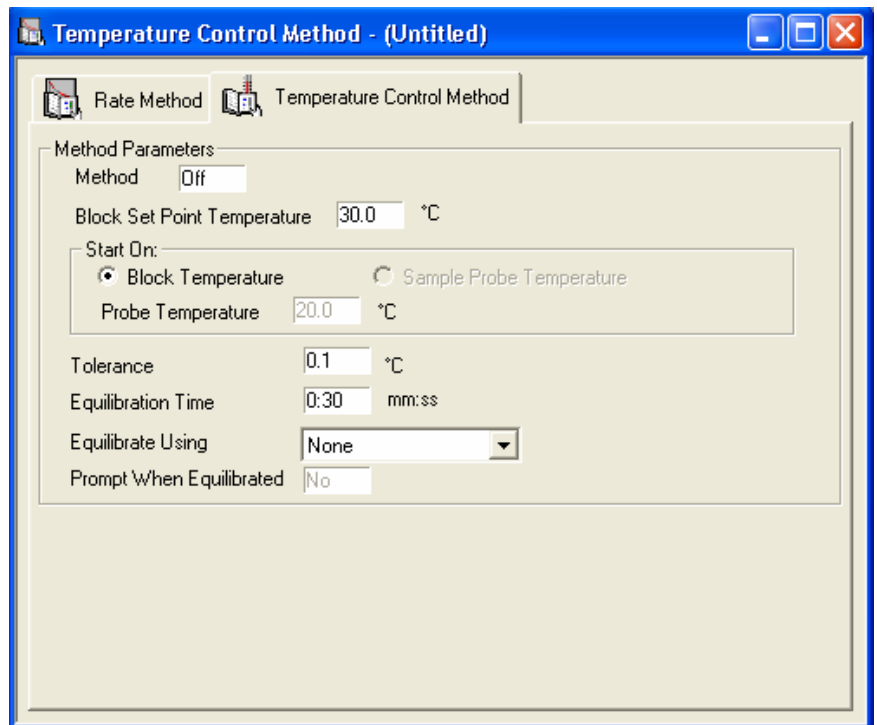 Temperature Control Method - (Untitled)
Rate Method Temperature Control Method
Method Parameters
Method Off
Block Set Point Temperature 30.0 °C
Start On:
Block Temperature Sample Probe Temperature
Probe Temperature 20.0 °C
Tolerance 0.1 °C
Equilibration Time 0:30 mm:ss
Equilibrate Using None
Prompt When Equilibrated No